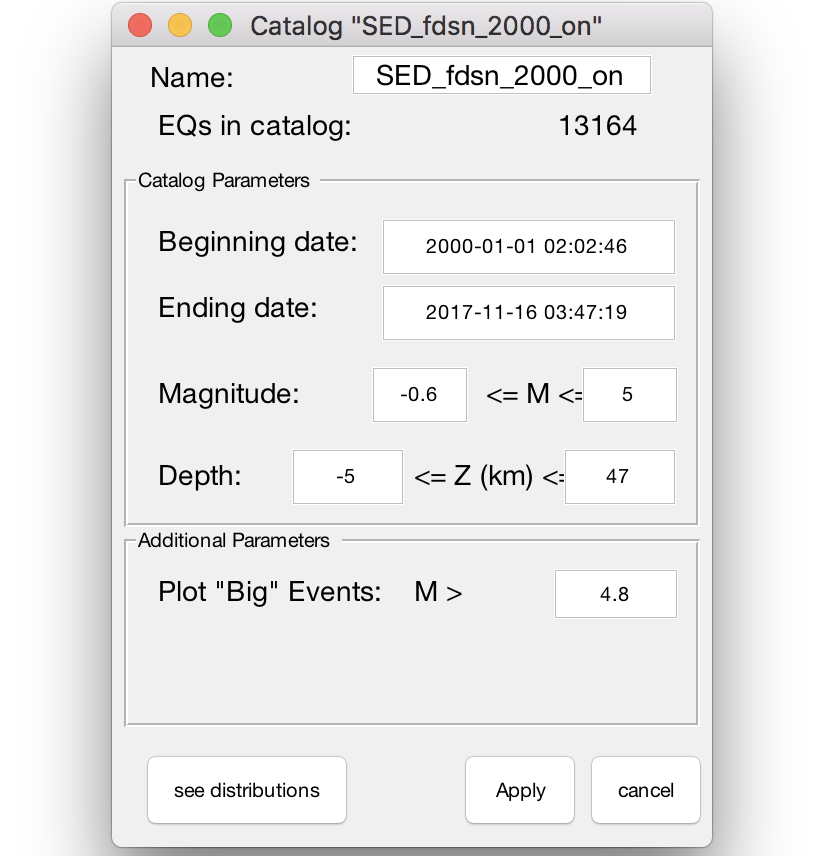 Catalog "SED_fdsn_2000_on"
Name: SED_fdsn_2000_on
EQs in catalog: 13164
Catalog Parameters
Beginning date: 2000-01-01 02:02:46
Ending date: 2017-11-16 03:47:19
Magnitude: -0.6 <= M <= 5
Depth: -5 <= Z (km) <= 47
Additional Parameters
Plot "Big" Events: M > 4.8
see distributions Apply cancel